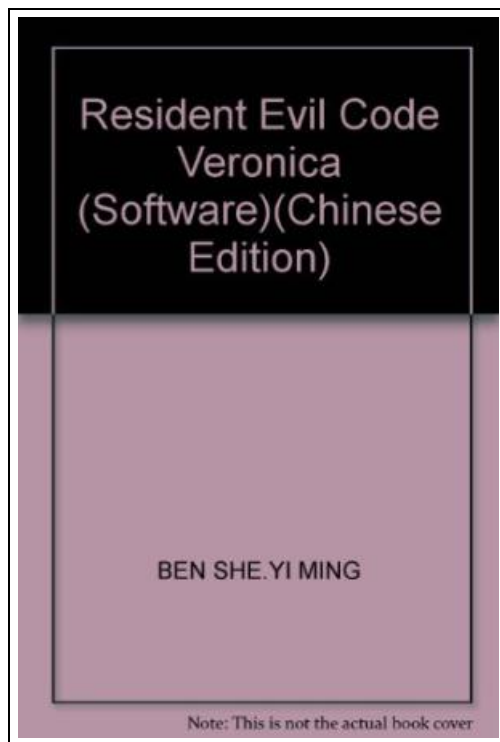 Resident Evil Code
Veronica
(Software)(Chinese
Edition)
BEN SHE.YI MING
Note: This is not the actual book cover